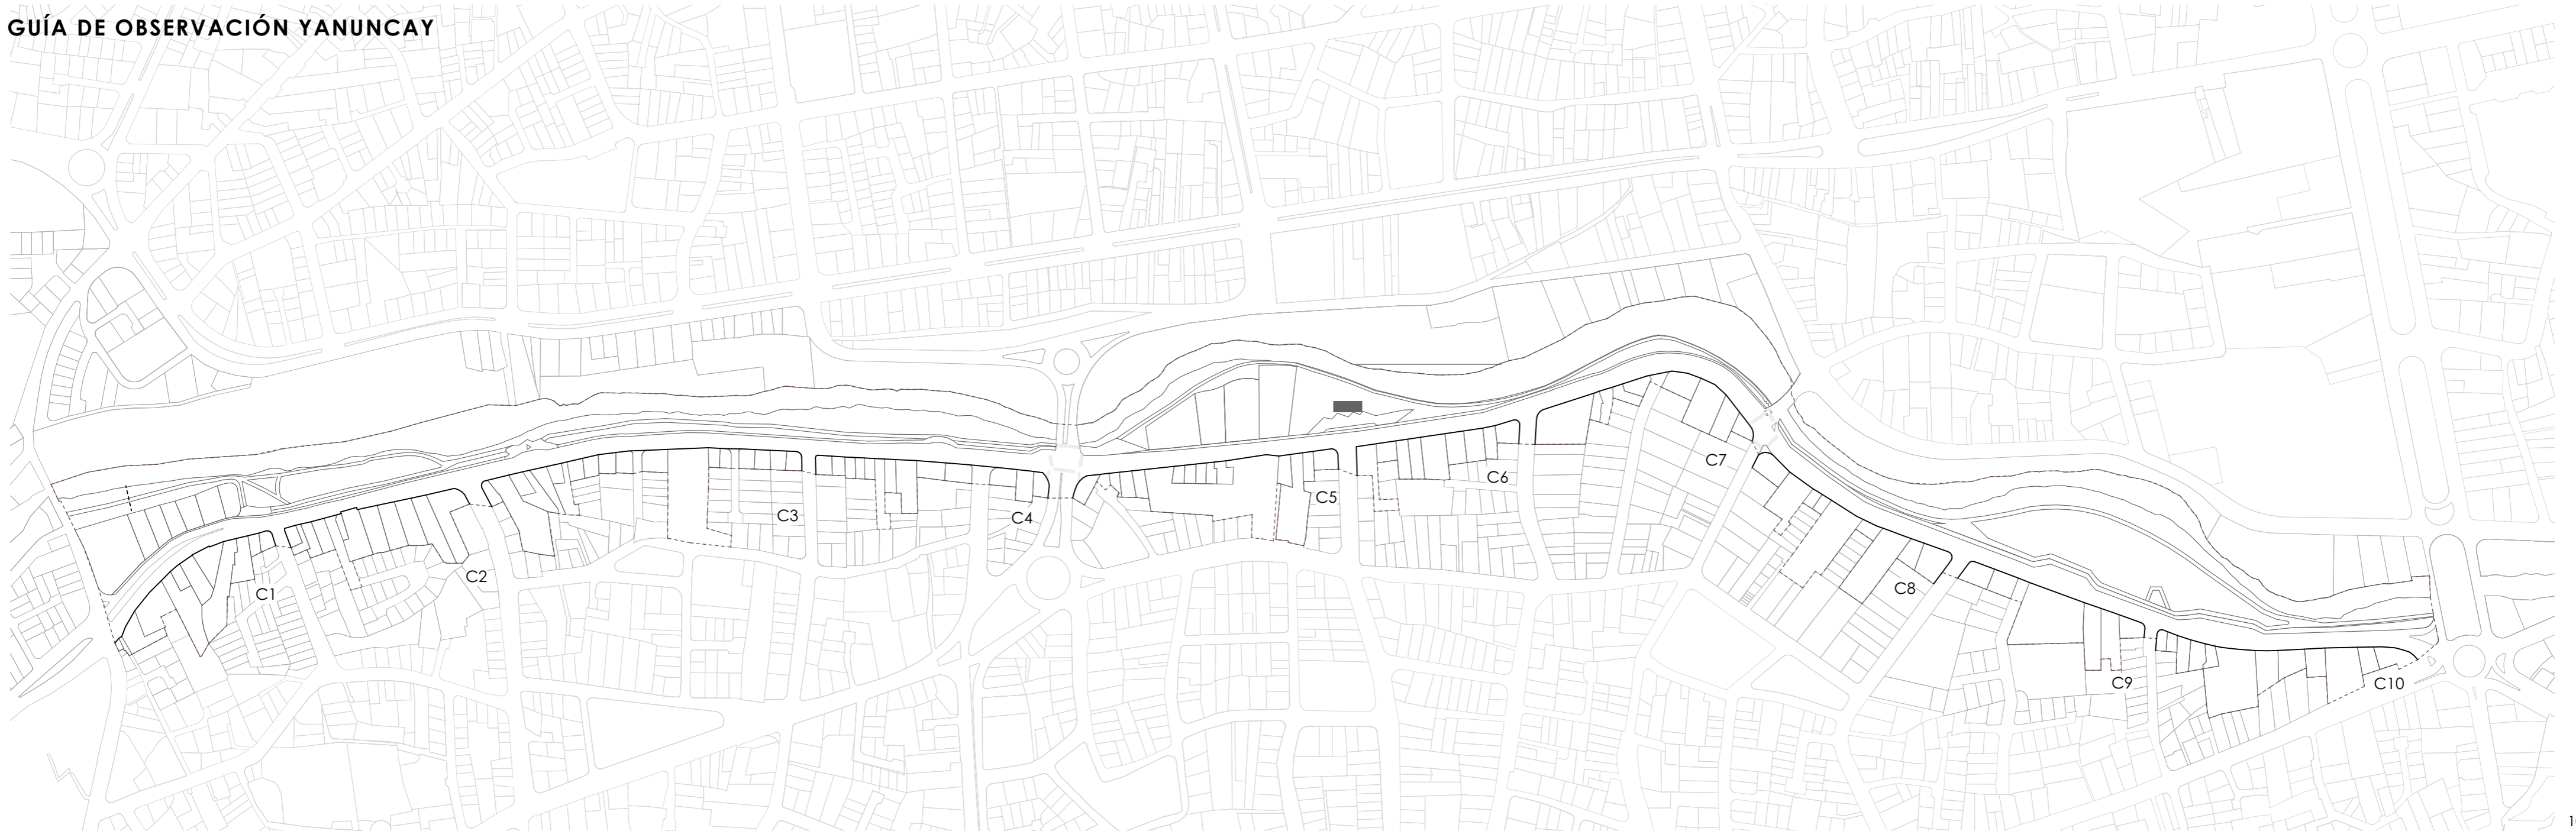 GUÍA DE OBSERVACIÓN YANUNCAY
C1
C2
C3
C4
C5
C6
C7
C8
C9
C10
1